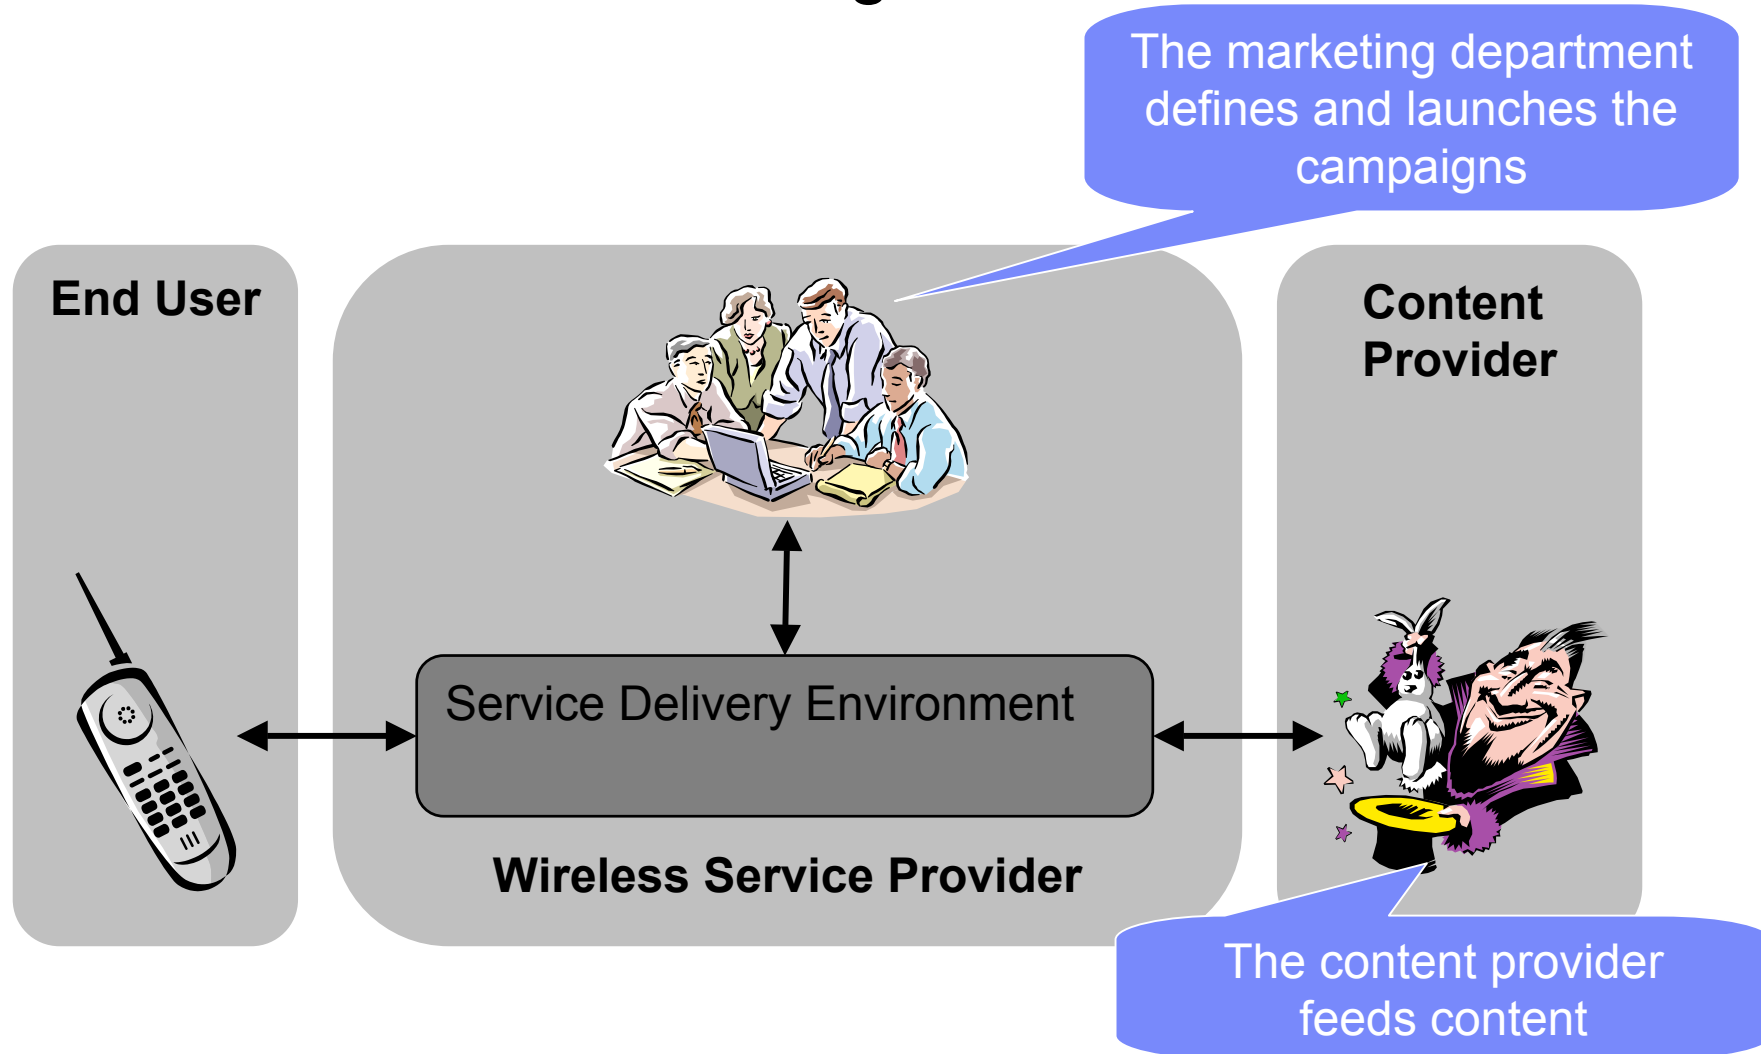 The marketing department
defines and launches the
campaigns
End User
Content
Provider
Service Delivery Environment
Wireless Service Provider
The content provider
feeds content